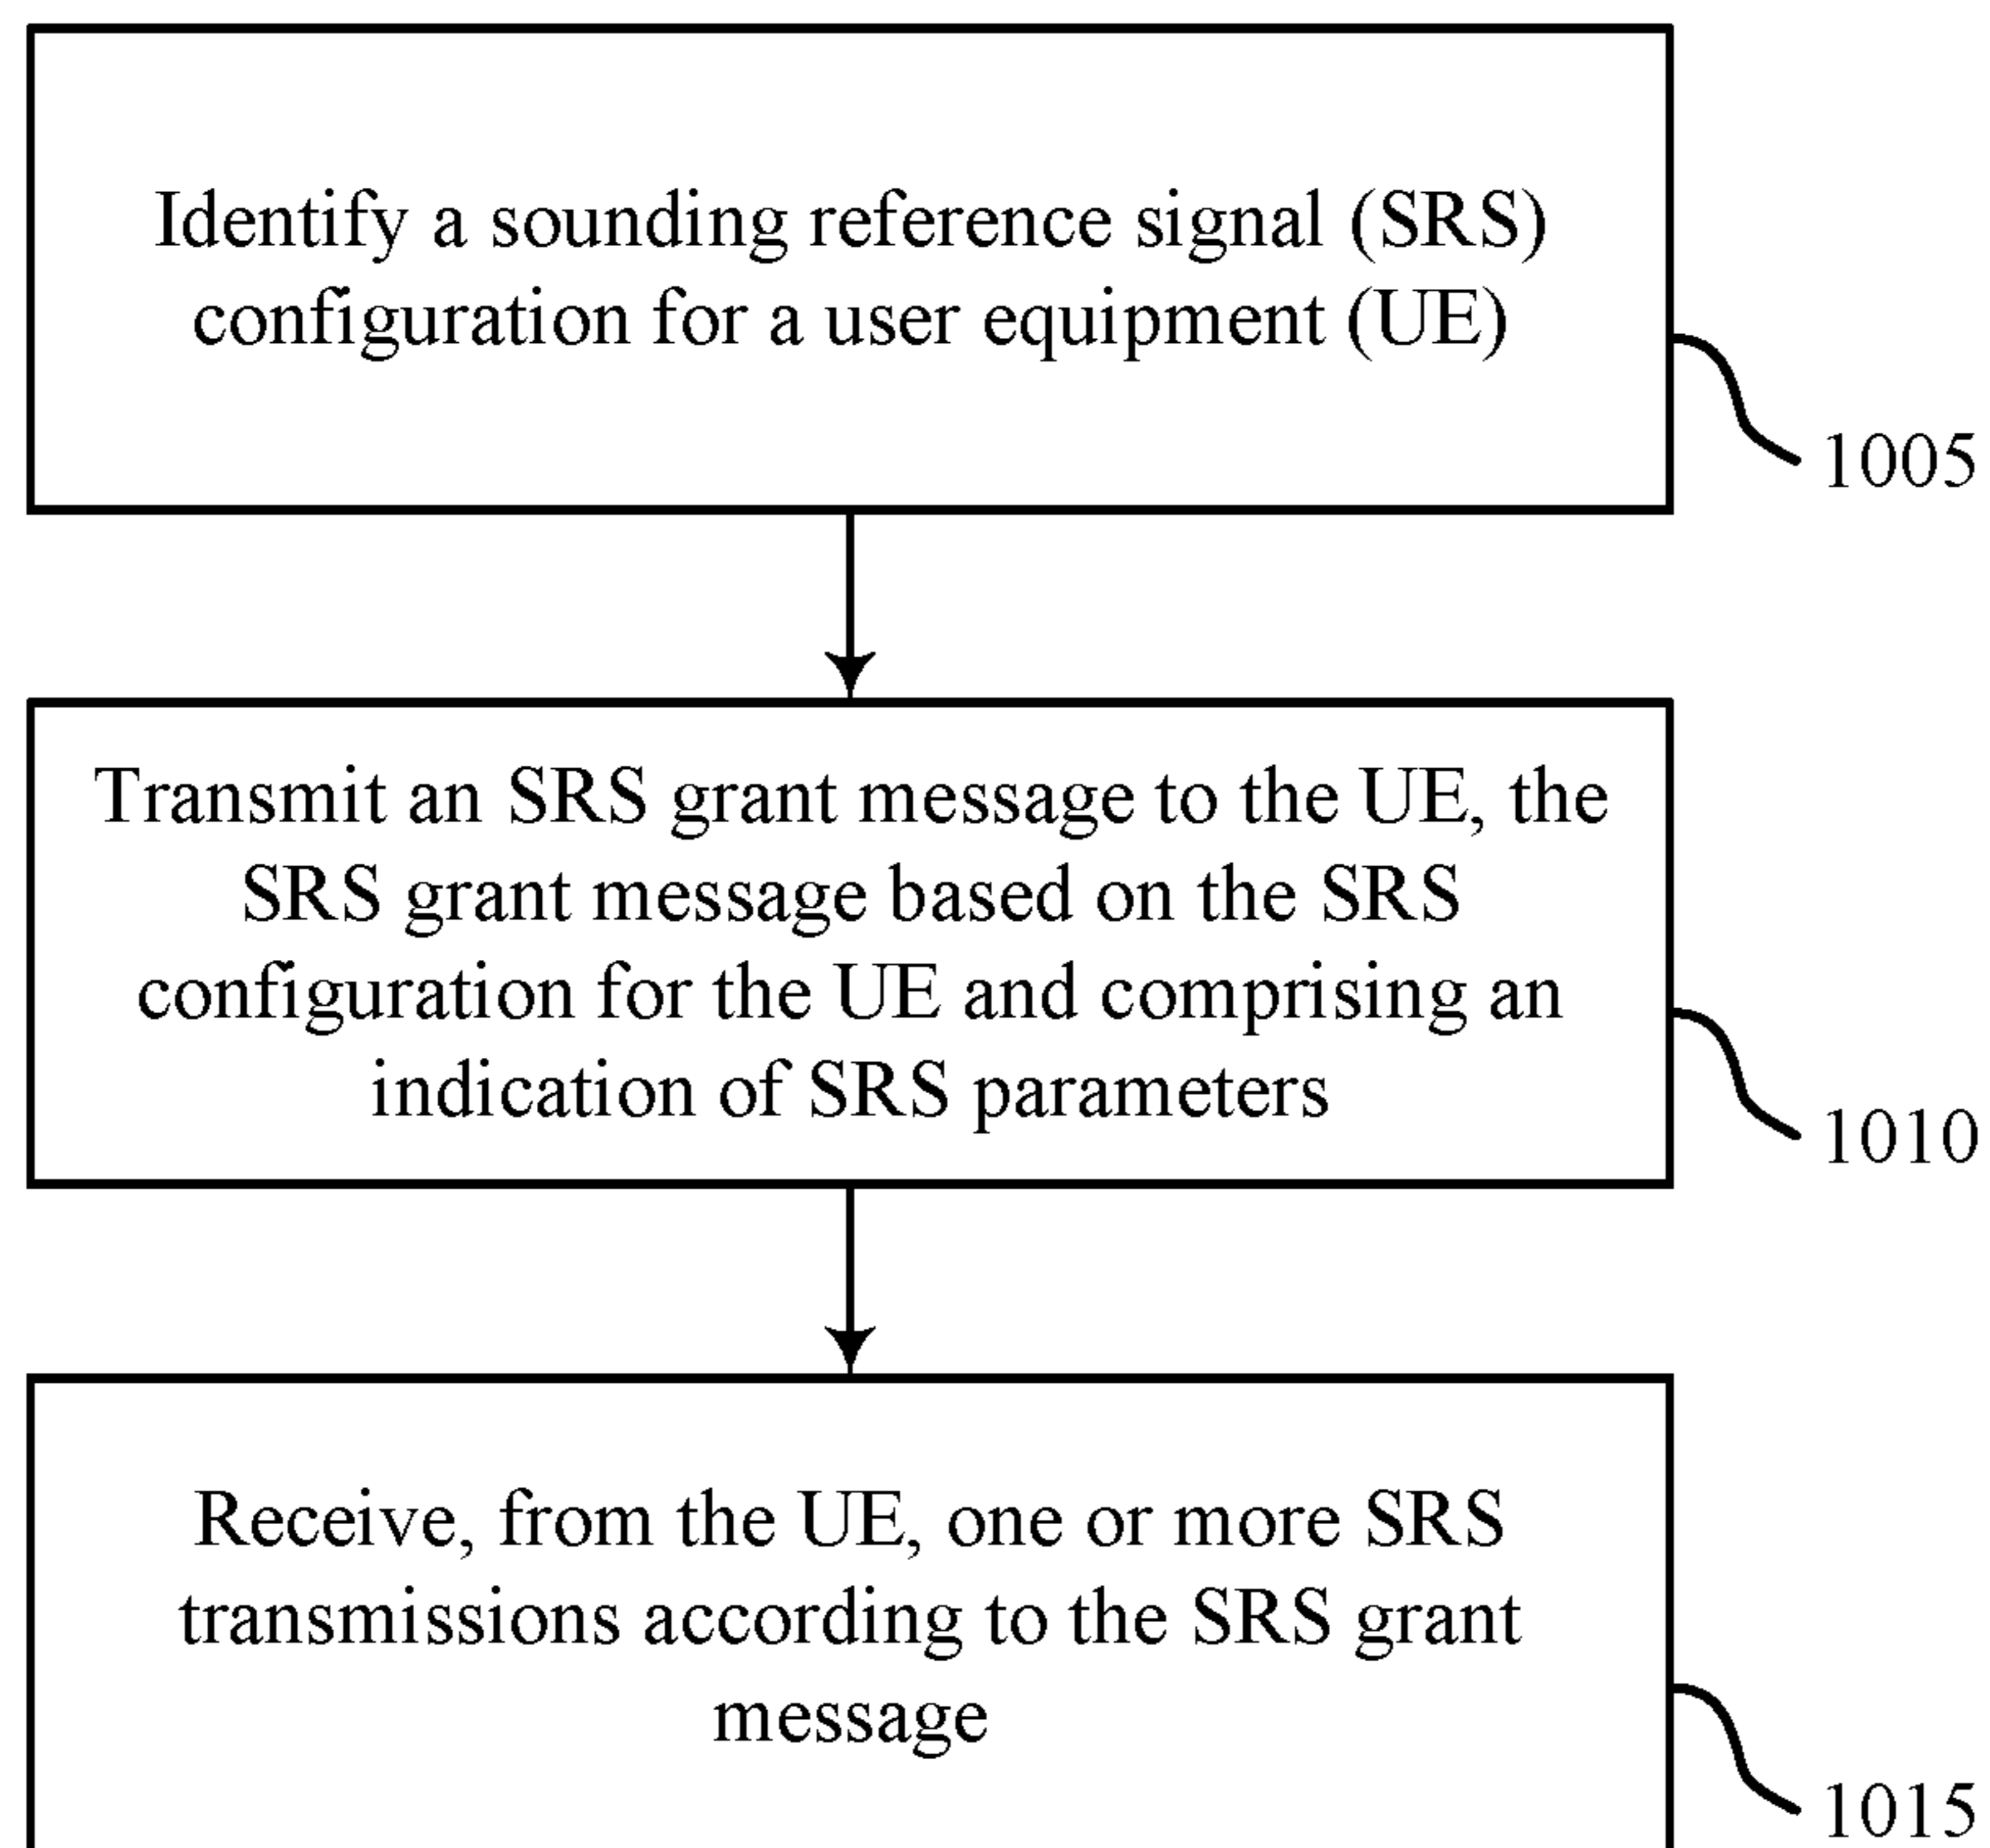 Identify a sounding reference signal (SRS)
configuration for a user equipment (UE)
1005
Transmit an SRS grant message to the UE, the
SRS grant message based on the SRS
configuration for the UE and comprising an
indication of SRS parameters
1010
Receive, from the UE, one or more SRS
transmissions according to the SRS grant
message
1015